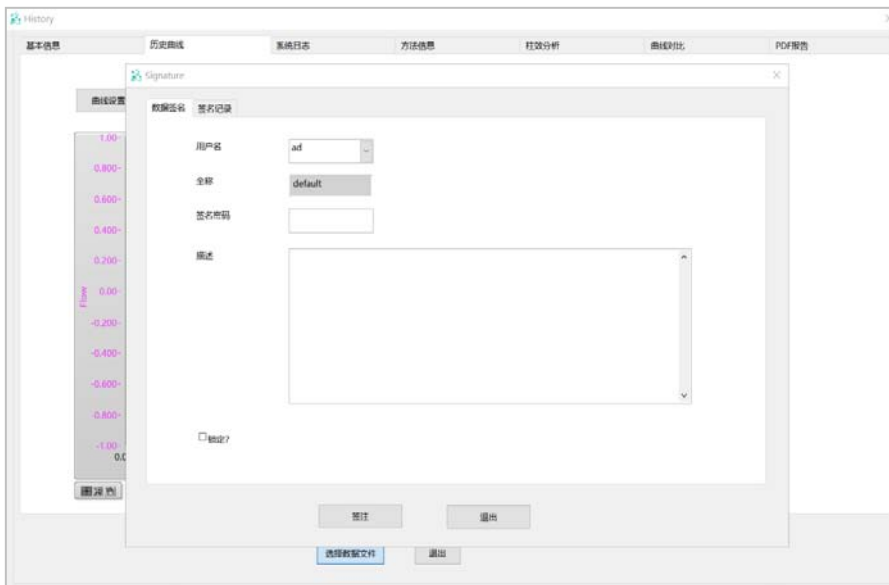 History
基本信息 历史曲线 系统日志 方法信息 柱效分析 曲线对比 PDF报告
Signature
曲线设置
数据签名 签名记录
用户名 ad
全称 default
签名密码
描述
锁定?
1.00
0.800
0.600
0.400
0.200
0.00
-0.200
-0.400
-0.600
-0.800
-1.00
Flow
0.0
签注 退出
选择数据文件 退出